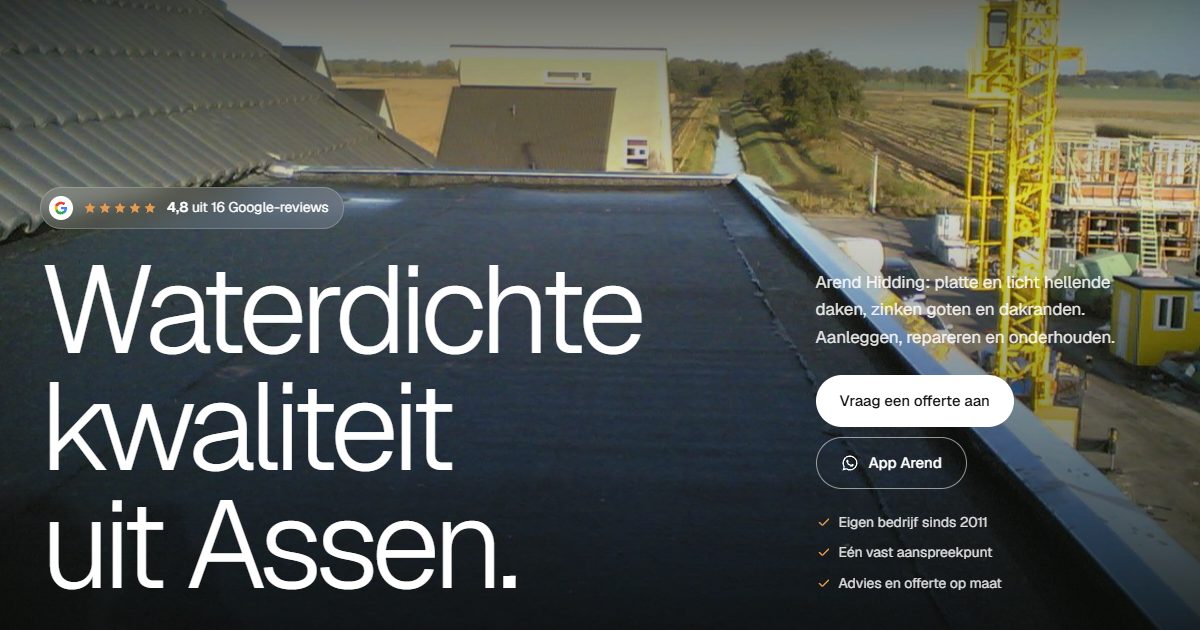 4,8 uit 16 Google-reviews
Waterdichte
kwaliteit
uit Assen.
Arend Hidding: platte en licht hellende
daken, zinken goten en dakranden.
Aanleggen, repareren en onderhouden.
Vraag een offerte aan
App Arend
Eigen bedrijf sinds 2011
Eén vast aanspreekpunt
Advies en offerte op maat